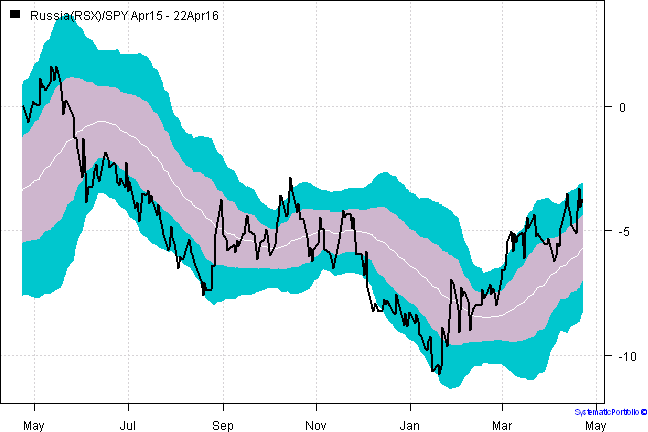 Russia(RSX)/SPY Apr15 - 22Apr16
0
-5
-10
SystematicPortfolio ©
May Jul Sep Nov Jan Mar May